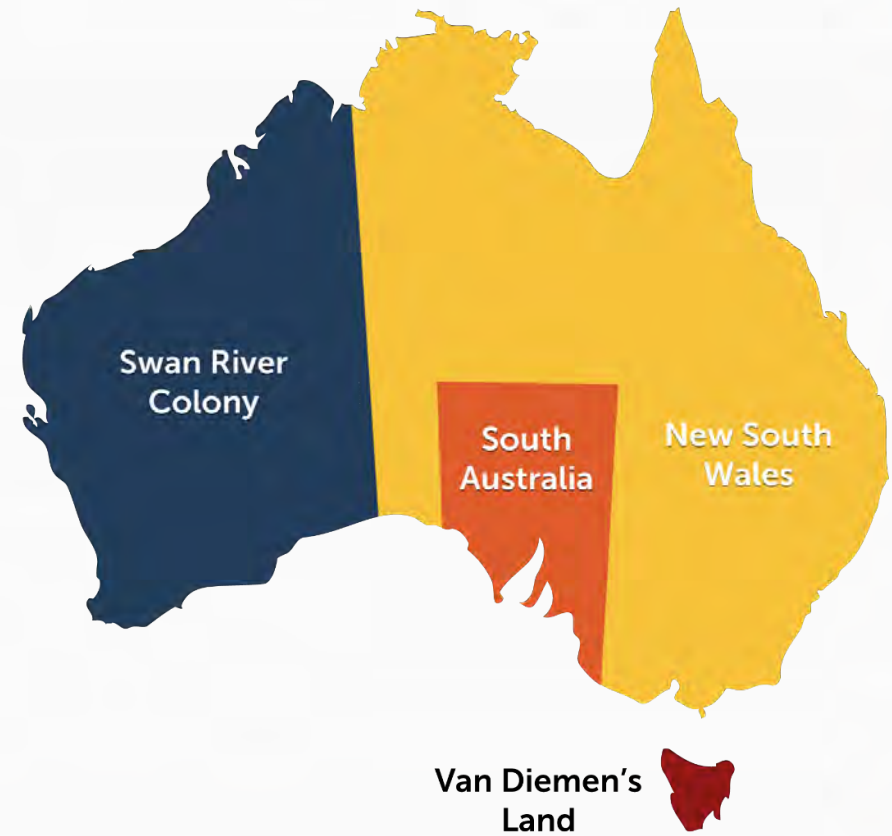 Swan River
Colony
South
Australia
New South
Wales
Van Diemen's
Land